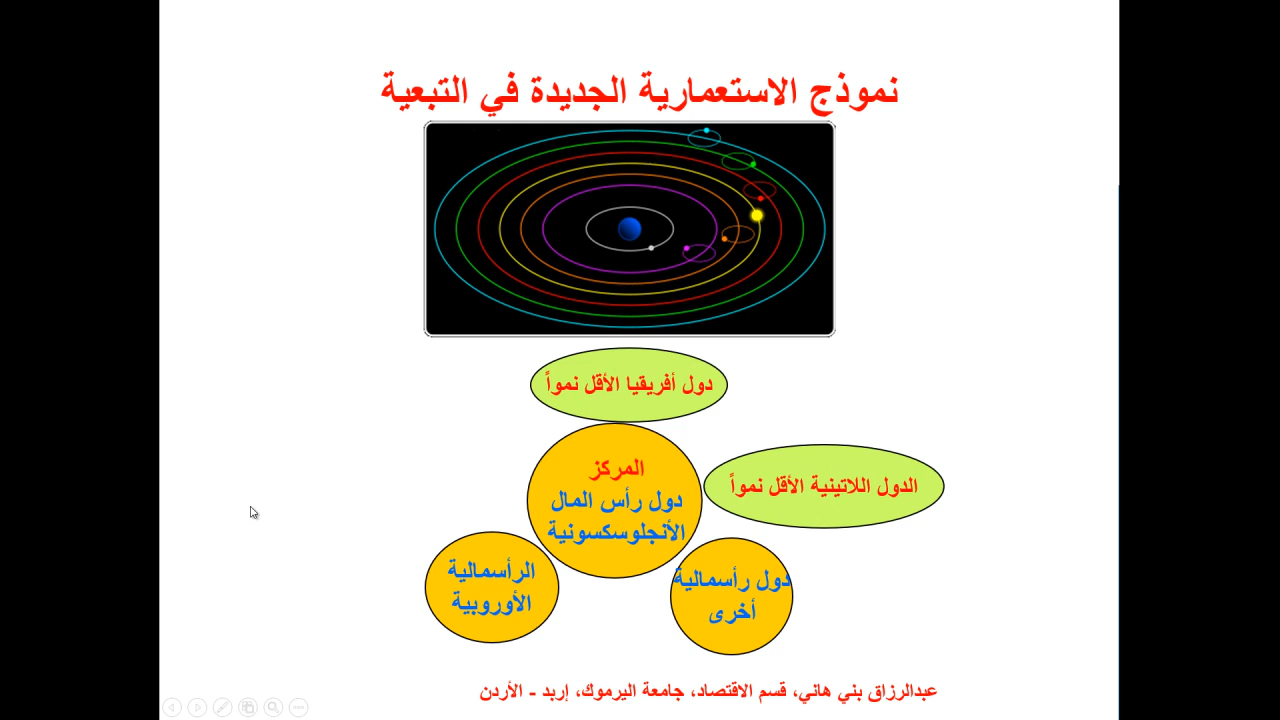 نموذج الاستعمارية الجديدة في التبعية
دول أفريقيا الأقل نمواً
المركز
دول رأس المال
الأنجلوسكسونية
الدول اللاتينية الأقل نمواً
الرأسمالية
الأوروبية
دول رأسمالية
أخرى
عبدالرزاق بني هاني، قسم الاقتصاد، جامعة اليرموك، إربد - الأردن